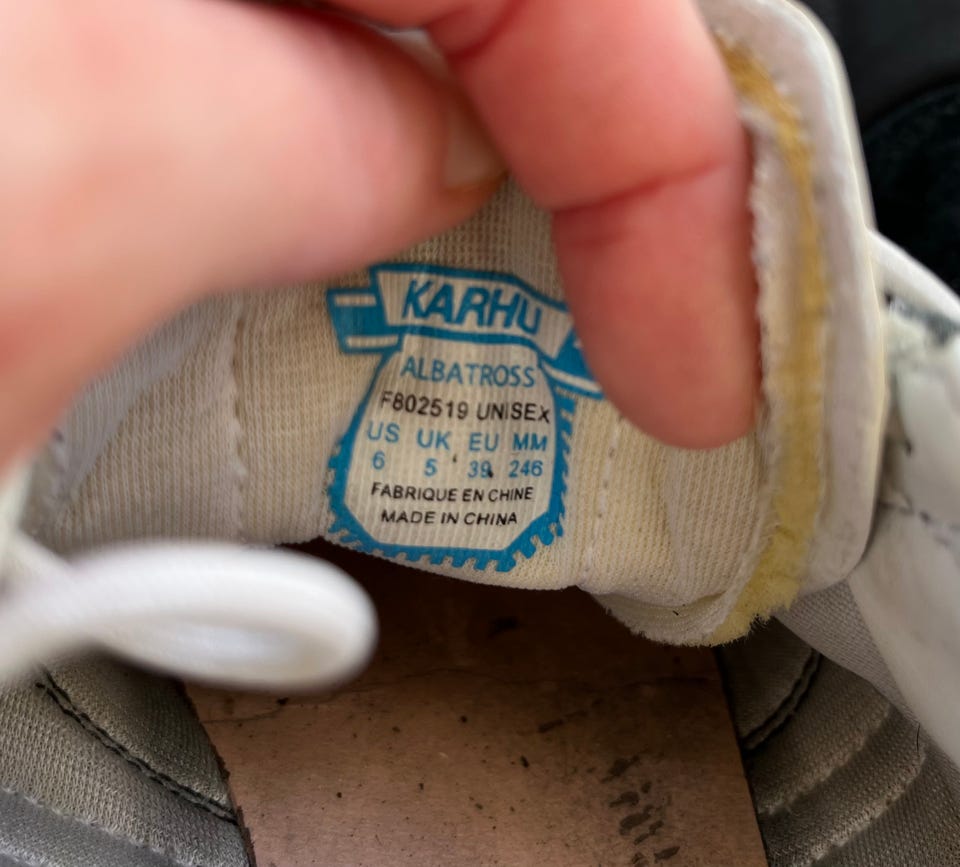 KARHU
ALBATROSS
F802519 UNISEX
US UK EU MM
6 5 39 246
FABRIQUE EN CHINE
MADE IN CHINA